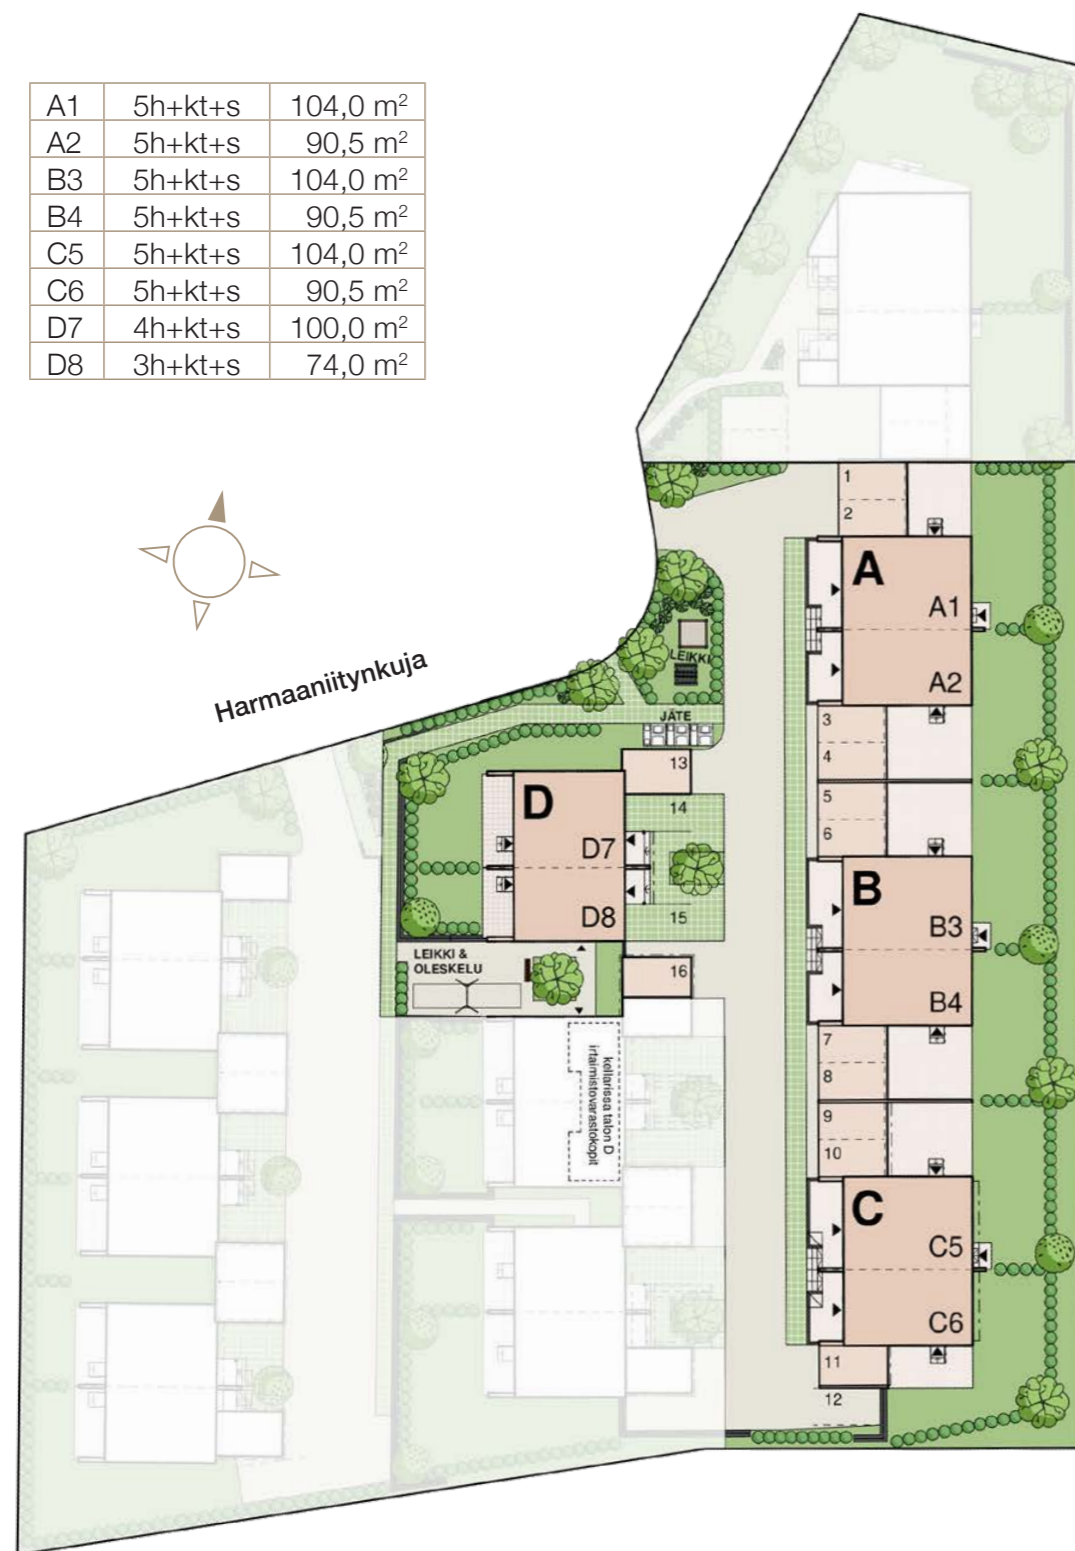 A1 5h+kt+s 104,0 m²
A2 5h+kt+s 90,5 m²
B3 5h+kt+s 104,0 m²
B4 5h+kt+s 90,5 m²
C5 5h+kt+s 104,0 m²
C6 5h+kt+s 90,5 m²
D7 4h+kt+s 100,0 m²
D8 3h+kt+s 74,0 m²
Harmaaniitynkuja
1
2
A
A1
A2
LEIKKI
JÄTE
3
4
5
6
13
14
D
D7
D8
15
16
B
B3
B4
LEIKKI &
OLESKELU
kellarissa talon D
irtaimistovarastokopit
7
8
9
10
C
C5
C6
11
12